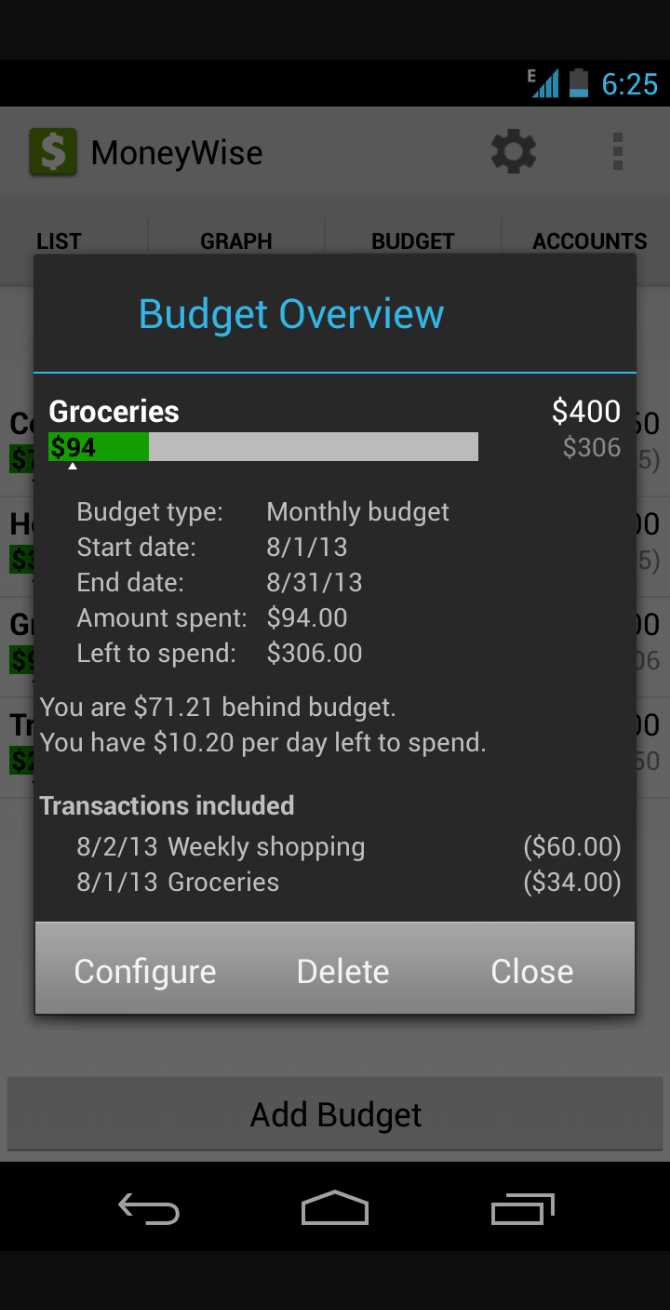 E 6:25
MoneyWise
LIST GRAPH BUDGET ACCOUNTS
Budget Overview
Groceries $400
$94 $306
Budget type: Monthly budget
Start date: 8/1/13
End date: 8/31/13
Amount spent: $94.00
Left to spend: $306.00
You are $71.21 behind budget.
You have $10.20 per day left to spend.
Transactions included
8/2/13 Weekly shopping ($60.00)
8/1/13 Groceries ($34.00)
Configure Delete Close
Add Budget